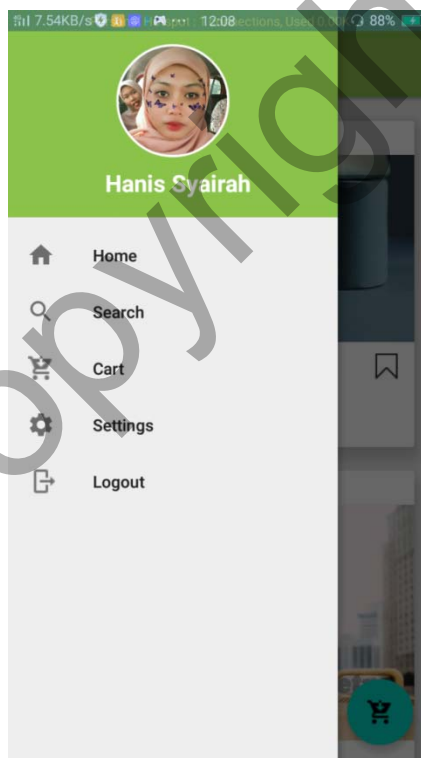 7.54KB/s 12:08 88%
Hanis Syairah
Home
Search
Cart
Settings
Logout